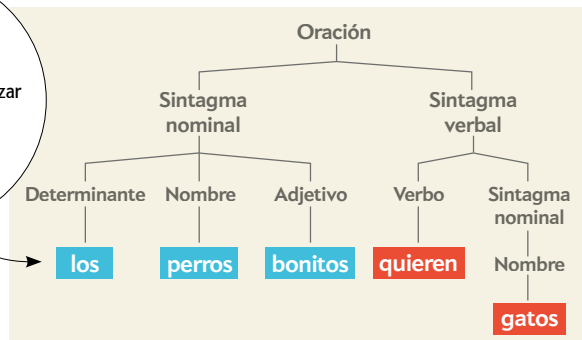 zar
Oración
Sintagma
nominal
Sintagma
verbal
Determinante Nombre Adjetivo Verbo Sintagma
nominal
los perros bonitos quieren Nombre
gatos